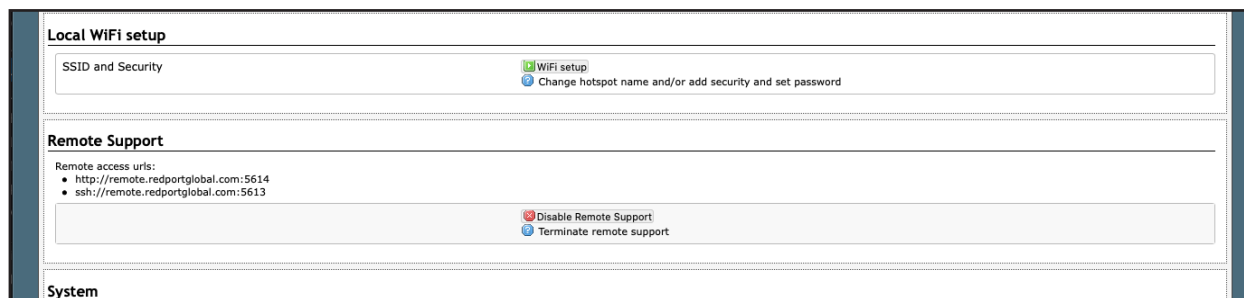 Local WiFi setup
SSID and Security
WiFi setup
Change hotspot name and/or add security and set password
Remote Support
Remote access urls:
http://remote.redportglobal.com:5614
ssh://remote.redportglobal.com:5613
Disable Remote Support
Terminate remote support
System